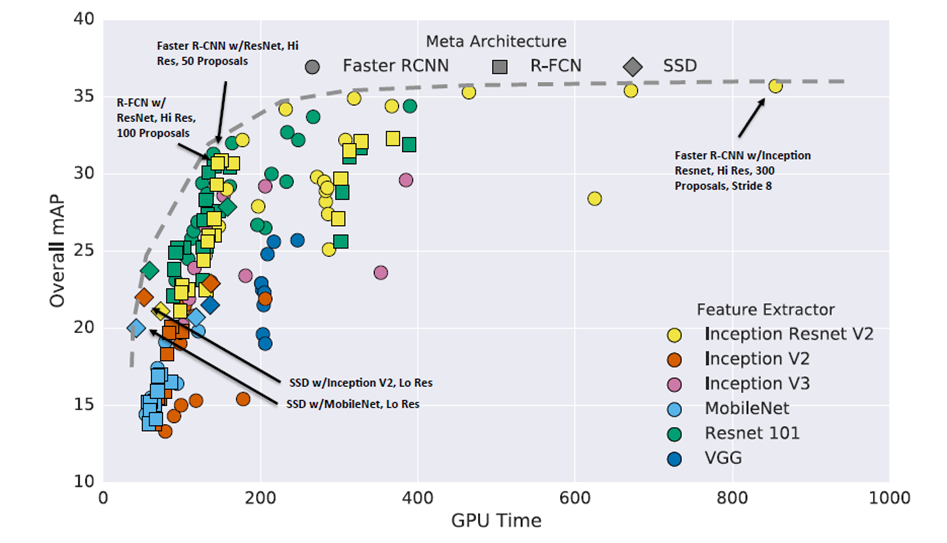 40
35
30
25
20
15
10
Overall mAP
0
200
400
600
800
1000
GPU Time
Meta Architecture
Faster RCNN
R-FCN
SSD
Faster R-CNN w/ResNet, Hi
Res, 50 Proposals
R-FCN w/
ResNet, Hi Res,
100 Proposals
Faster R-CNN w/Inception
Resnet, Hi Res, 300
Proposals, Stride 8
SSD w/Inception V2, Lo Res
SSD w/MobileNet, Lo Res
Feature Extractor
Inception Resnet V2
Inception V2
Inception V3
MobileNet
Resnet 101
VGG